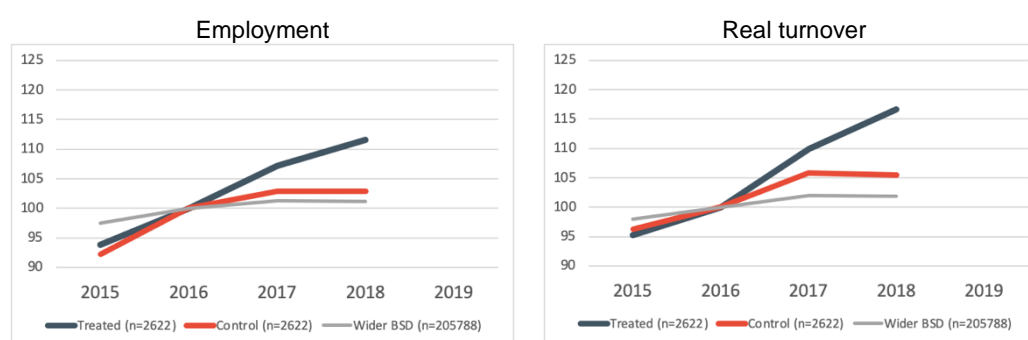 Employment
125
120
115
110
105
100
95
90
2015 2016 2017 2018 2019
Treated (n=2622) Control (n=2622) Wider BSD (n=205788)
Real turnover
125
120
115
110
105
100
95
90
2015 2016 2017 2018 2019
Treated (n=2622) Control (n=2622) Wider BSD (n=205788)